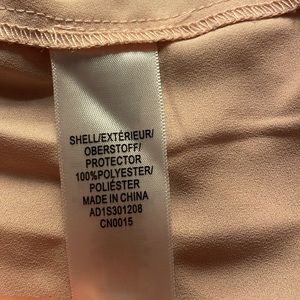 SHELL/EXTÉRIEUR/
OBERSTOFF/
PROTECTOR
100%POLYESTER/
POLIÉSTER
MADE IN CHINA
AD1S301208
CN0015